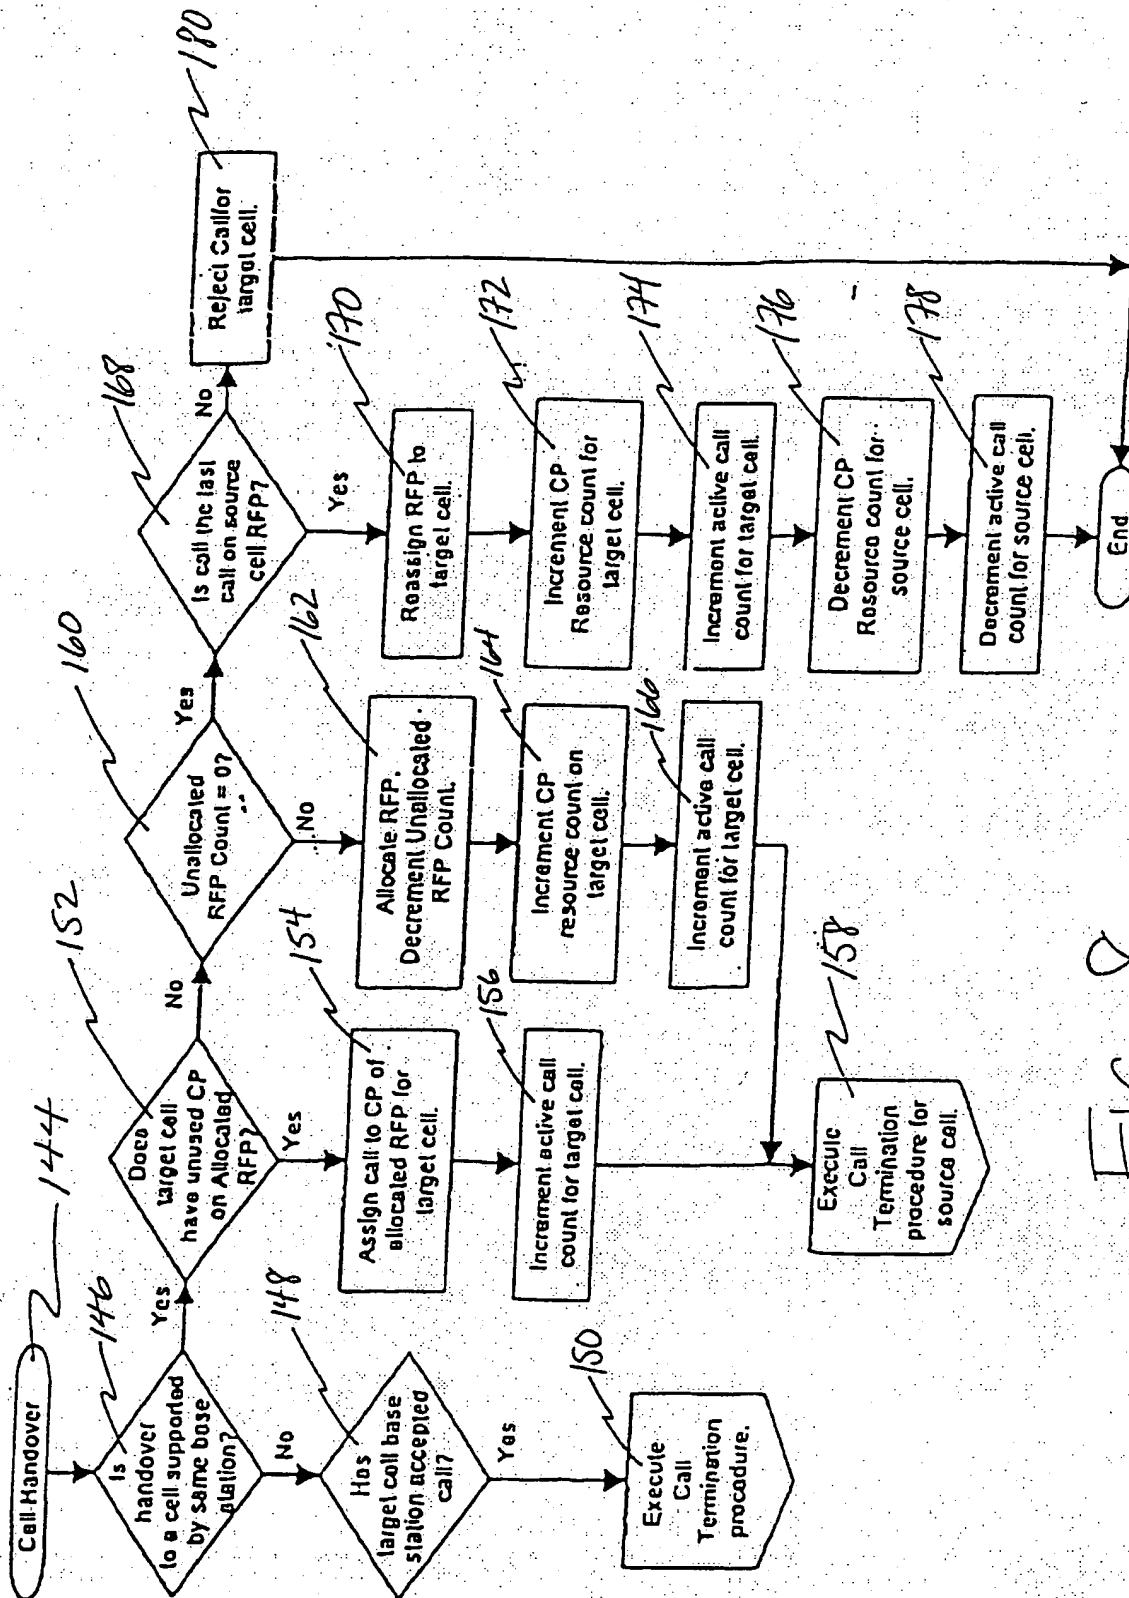 Call-Handover
144
Is
handover
to a cell supported
by same base
station?
146
Yes
No
Has
target cell base
station accepted
call?
148
Yes
Execute
Call
Termination
procedure.
150
Does
target cell
have unused CP
on Allocated
RFP?
152
No
Yes
Assign call to CP of
allocated RFP for
target cell.
154
Increment active call
count for target cell.
156
Execute
Call
Termination
procedure for
source cell.
158
Unallocated
RFP Count = 0?
160
Yes
No
Allocate RFP.
Decrement Unallocated
RFP Count.
162
Increment CP
resource count on
target cell.
164
Increment active call
count for target cell.
166
Is call the last
call on source
cell RFP?
168
No
Yes
Reassign RFP to
target cell.
170
Increment CP
Resource count for
target cell.
172
Increment active call
count for target cell.
174
Decrement CP
Resource count for
source cell.
176
Decrement active call
count for source cell.
178
Reject Call for
target cell.
180
End